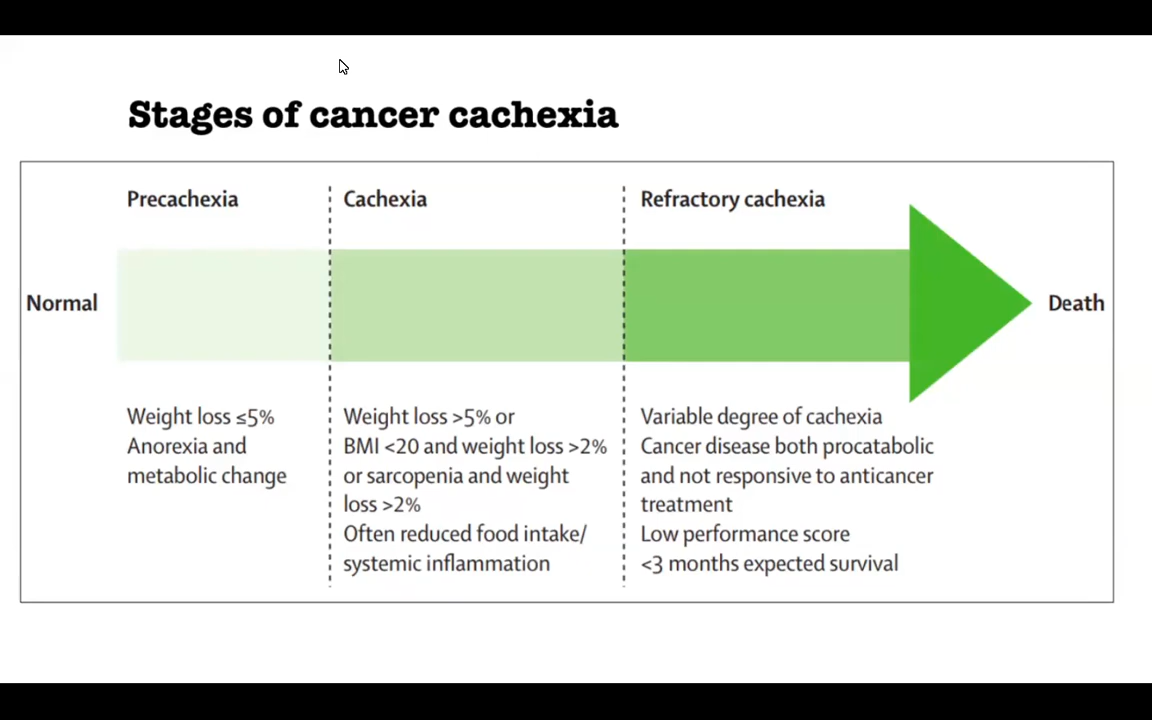 Stages of cancer cachexia
Precachexia
Cachexia
Refractory cachexia
Normal
Death
Weight loss ≤5%
Anorexia and
metabolic change
Weight loss >5% or
BMI <20 and weight loss >2%
or sarcopenia and weight
loss >2%
Often reduced food intake/
systemic inflammation
Variable degree of cachexia
Cancer disease both procatabolic
and not responsive to anticancer
treatment
Low performance score
<3 months expected survival